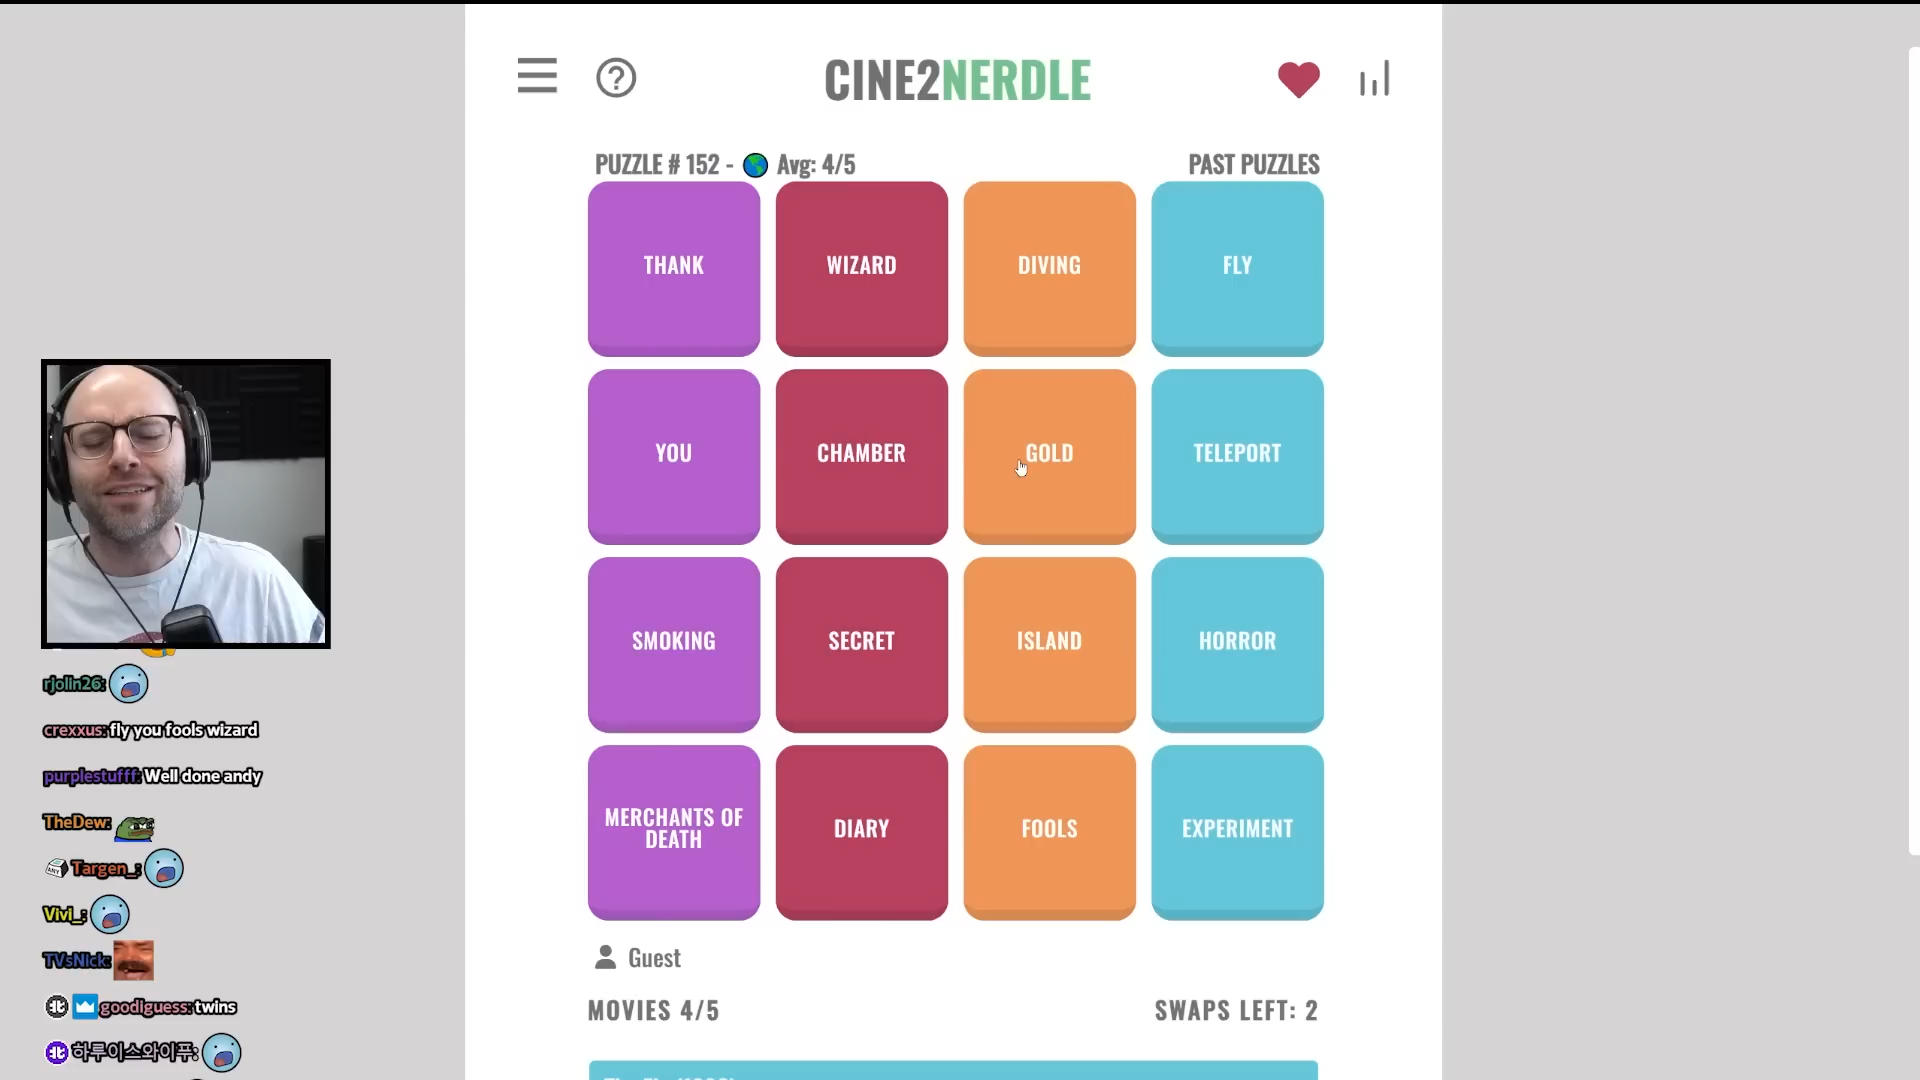 CINE2NERDLE
PUZZLE # 152 - Avg: 4/5
PAST PUZZLES
THANK
WIZARD
DIVING
FLY
YOU
CHAMBER
GOLD
TELEPORT
SMOKING
SECRET
ISLAND
HORROR
MERCHANTS OF
DEATH
DIARY
FOOLS
EXPERIMENT
Guest
MOVIES 4/5
SWAPS LEFT: 2
rjolin26:
crexxus: fly you fools wizard
purplestufff: Well done andy
TheDew:
Targen_:
Vivi_:
TVsNick:
goodiguess: twins
하루이스와이푸: